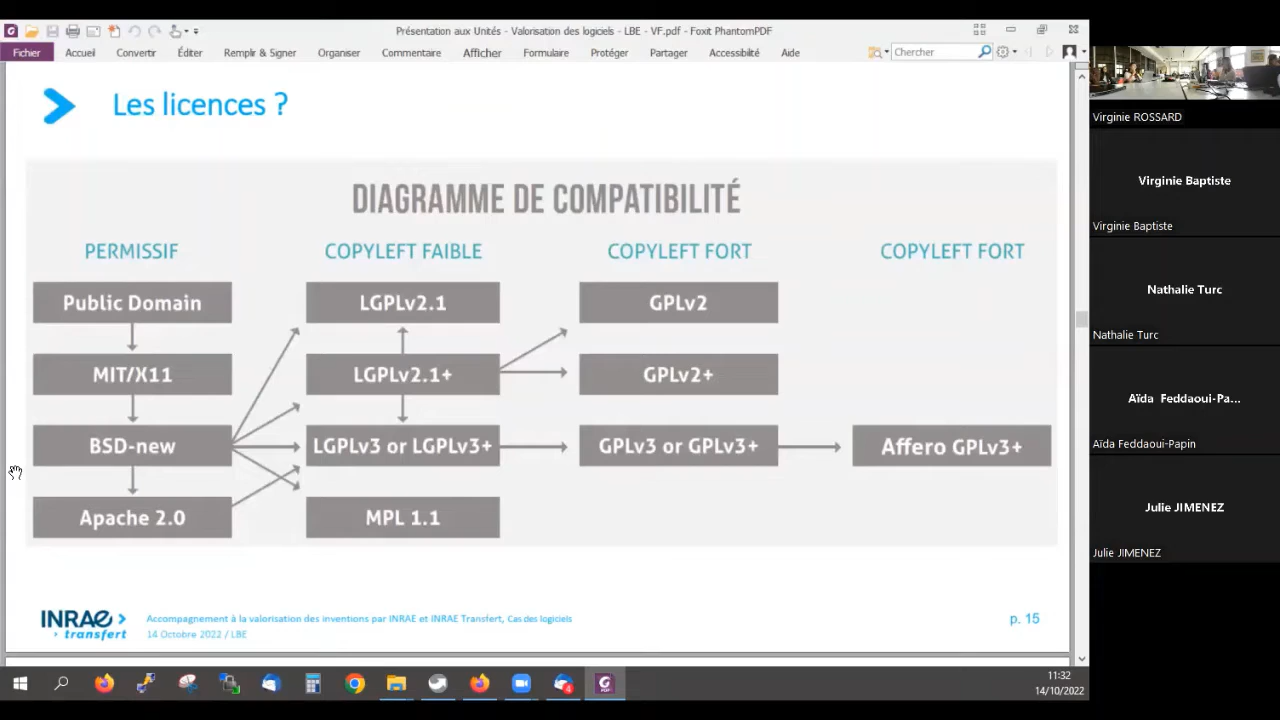 Présentation aux Unités - Valorisation des logiciels - LBE - VF.pdf - Foxit PhantomPDF
Fichier Accueil Convertir Éditer Remplir & Signer Organiser Commentaire Afficher Formulaire Protéger Partager Accessibilité Aide Chercher
Les licences ?
DIAGRAMME DE COMPATIBILITÉ
PERMISSIF COPYLEFT FAIBLE COPYLEFT FORT COPYLEFT FORT
Public Domain LGPLv2.1 GPLv2
MIT/X11 LGPLv2.1+ GPLv2+
BSD-new LGPLv3 or LGPLv3+ GPLv3 or GPLv3+ Affero GPLv3+
Apache 2.0 MPL 1.1
INRAE
transfert
Accompagnement à la valorisation des inventions par INRAE et INRAE Transfert, Cas des logiciels
14 Octobre 2022 / LBE
p. 15
11:32
14/10/2022
Virginie ROSSARD
Virginie Baptiste
Virginie Baptiste
Nathalie Turc
Nathalie Turc
Aïda Feddaoui-Pa...
Aïda Feddaoui-Papin
Julie JIMENEZ
Julie JIMENEZ